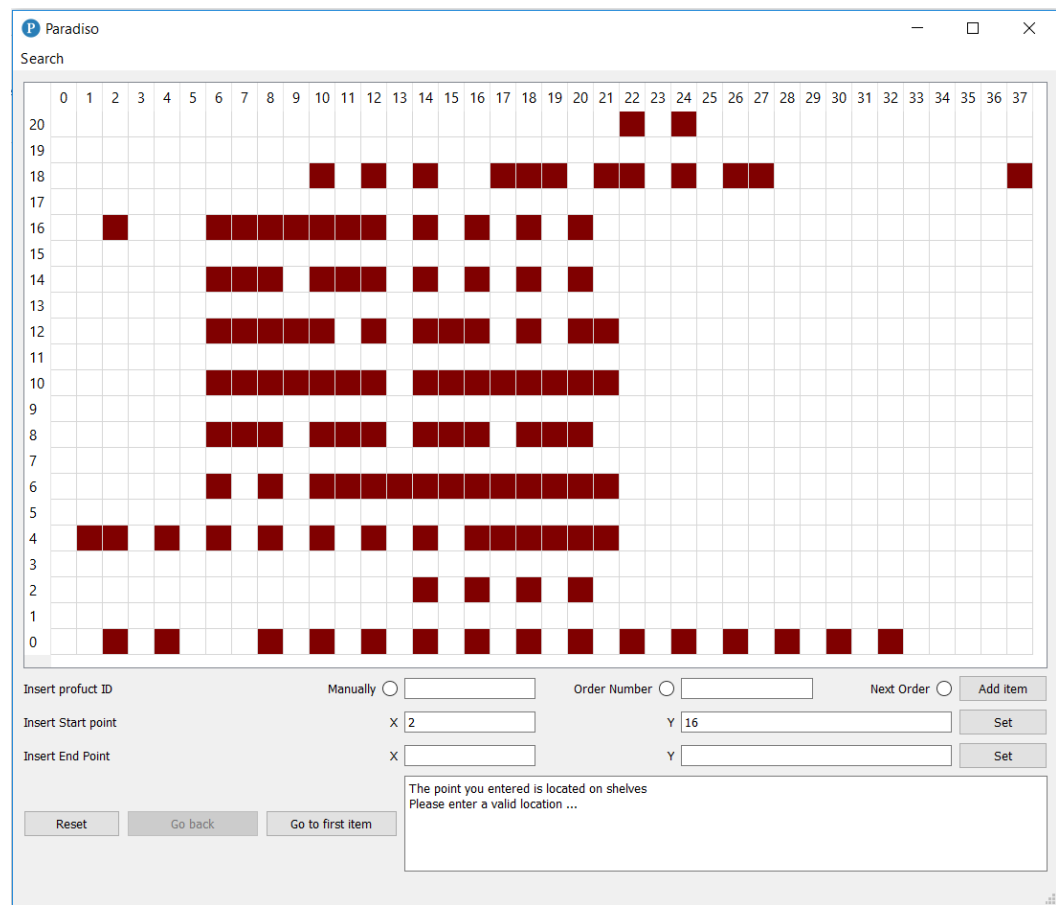 Paradiso
Search
0 1 2 3 4 5 6 7 8 9 10 11 12 13 14 15 16 17 18 19 20 21 22 23 24 25 26 27 28 29 30 31 32 33 34 35 36 37
20
19
18
17
16
15
14
13
12
11
10
9
8
7
6
5
4
3
2
1
0
Insert profuct ID Manually Order Number Next Order Add item
Insert Start point X 2 Y 16 Set
Insert End Point X Y Set
The point you entered is located on shelves
Please enter a valid location ...
Reset Go back Go to first item